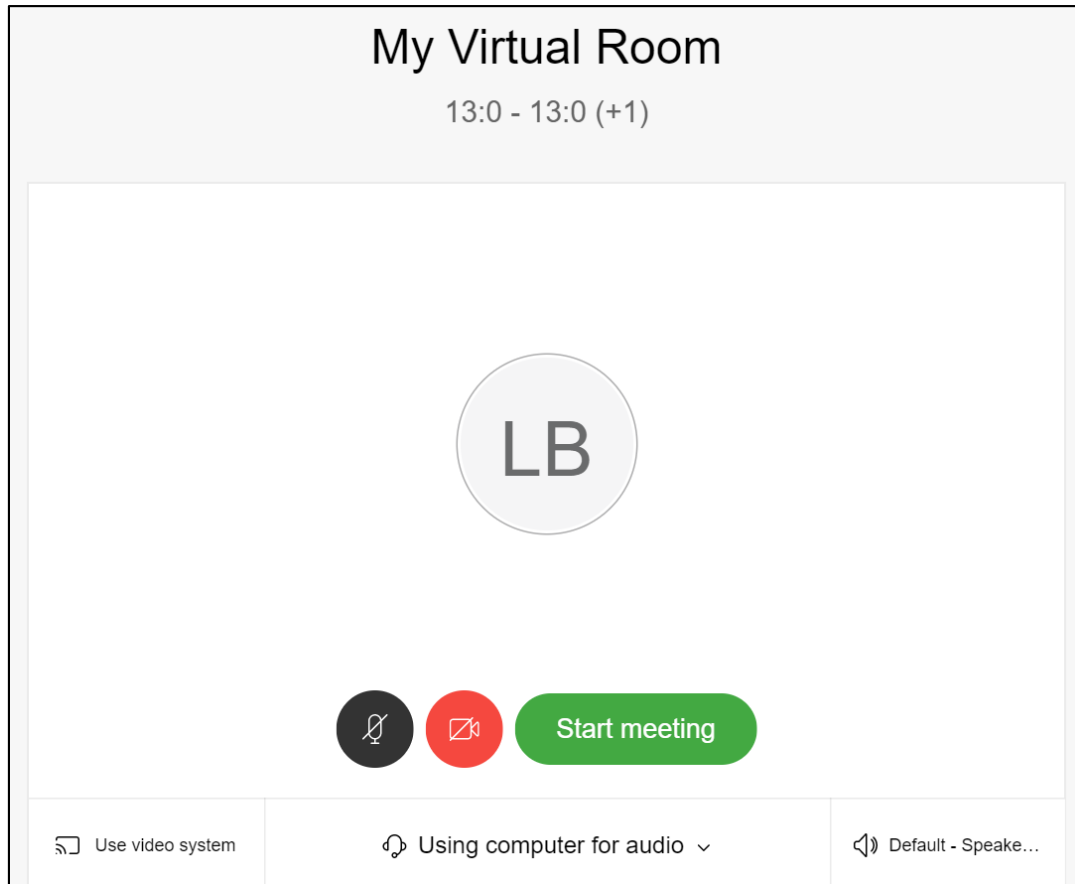 My Virtual Room
13:0 - 13:0 (+1)
LB
Start meeting
Use video system
Using computer for audio
Default - Speake...